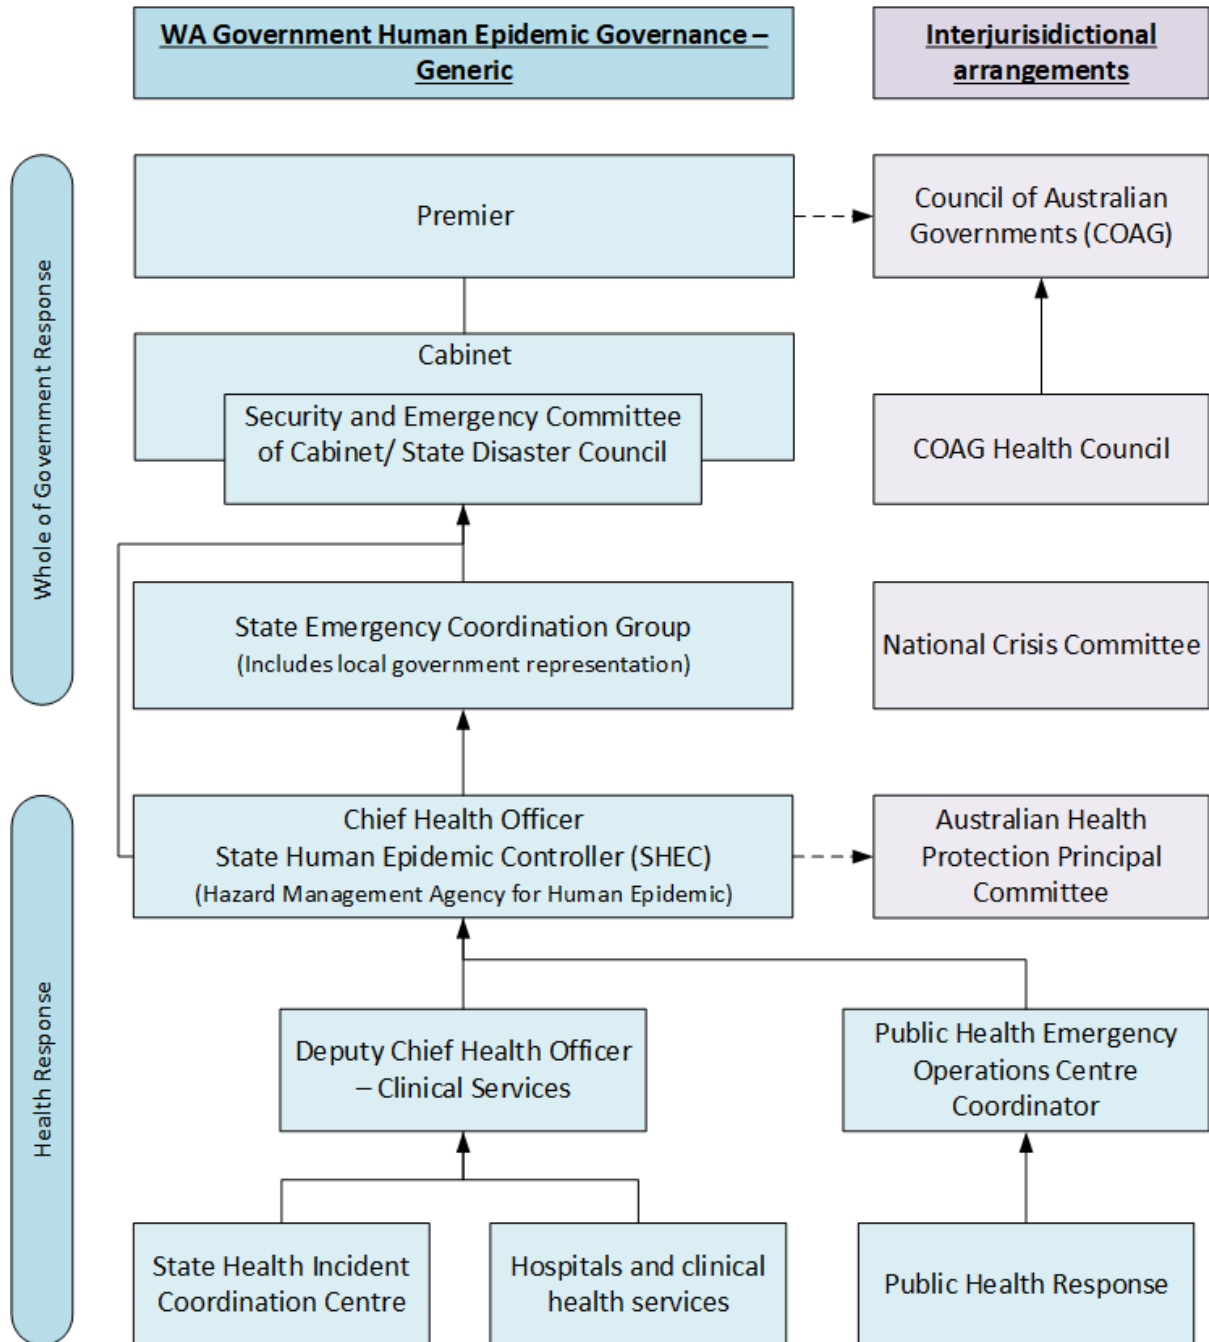 WA Government Human Epidemic Governance –
Generic
Interjurisidictional
arrangements
Whole of Government Response
Premier
Council of Australian
Governments (COAG)
Cabinet
Security and Emergency Committee
of Cabinet/ State Disaster Council
COAG Health Council
State Emergency Coordination Group
(Includes local government representation)
National Crisis Committee
Health Response
Chief Health Officer
State Human Epidemic Controller (SHEC)
(Hazard Management Agency for Human Epidemic)
Australian Health
Protection Principal
Committee
Deputy Chief Health Officer
– Clinical Services
Public Health Emergency
Operations Centre
Coordinator
State Health Incident
Coordination Centre
Hospitals and clinical
health services
Public Health Response